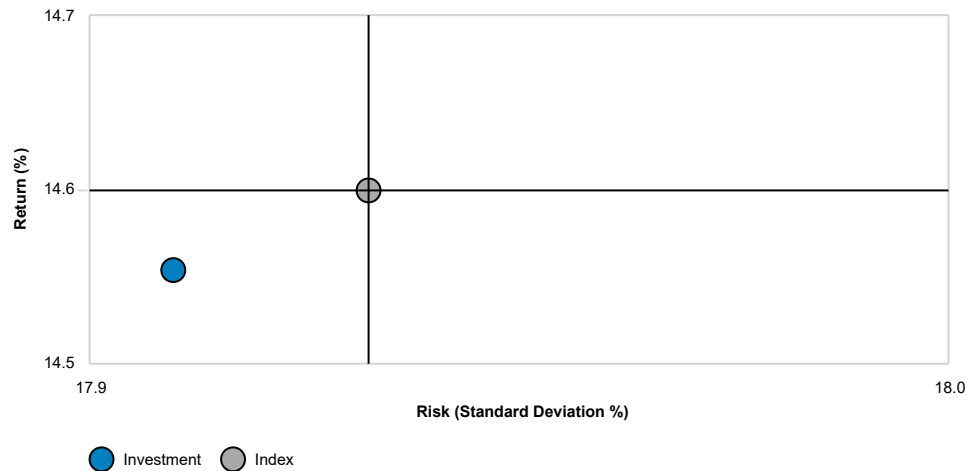 14.7
Return (%)
14.6
14.5
17.9 18.0
Risk (Standard Deviation %)
Investment Index